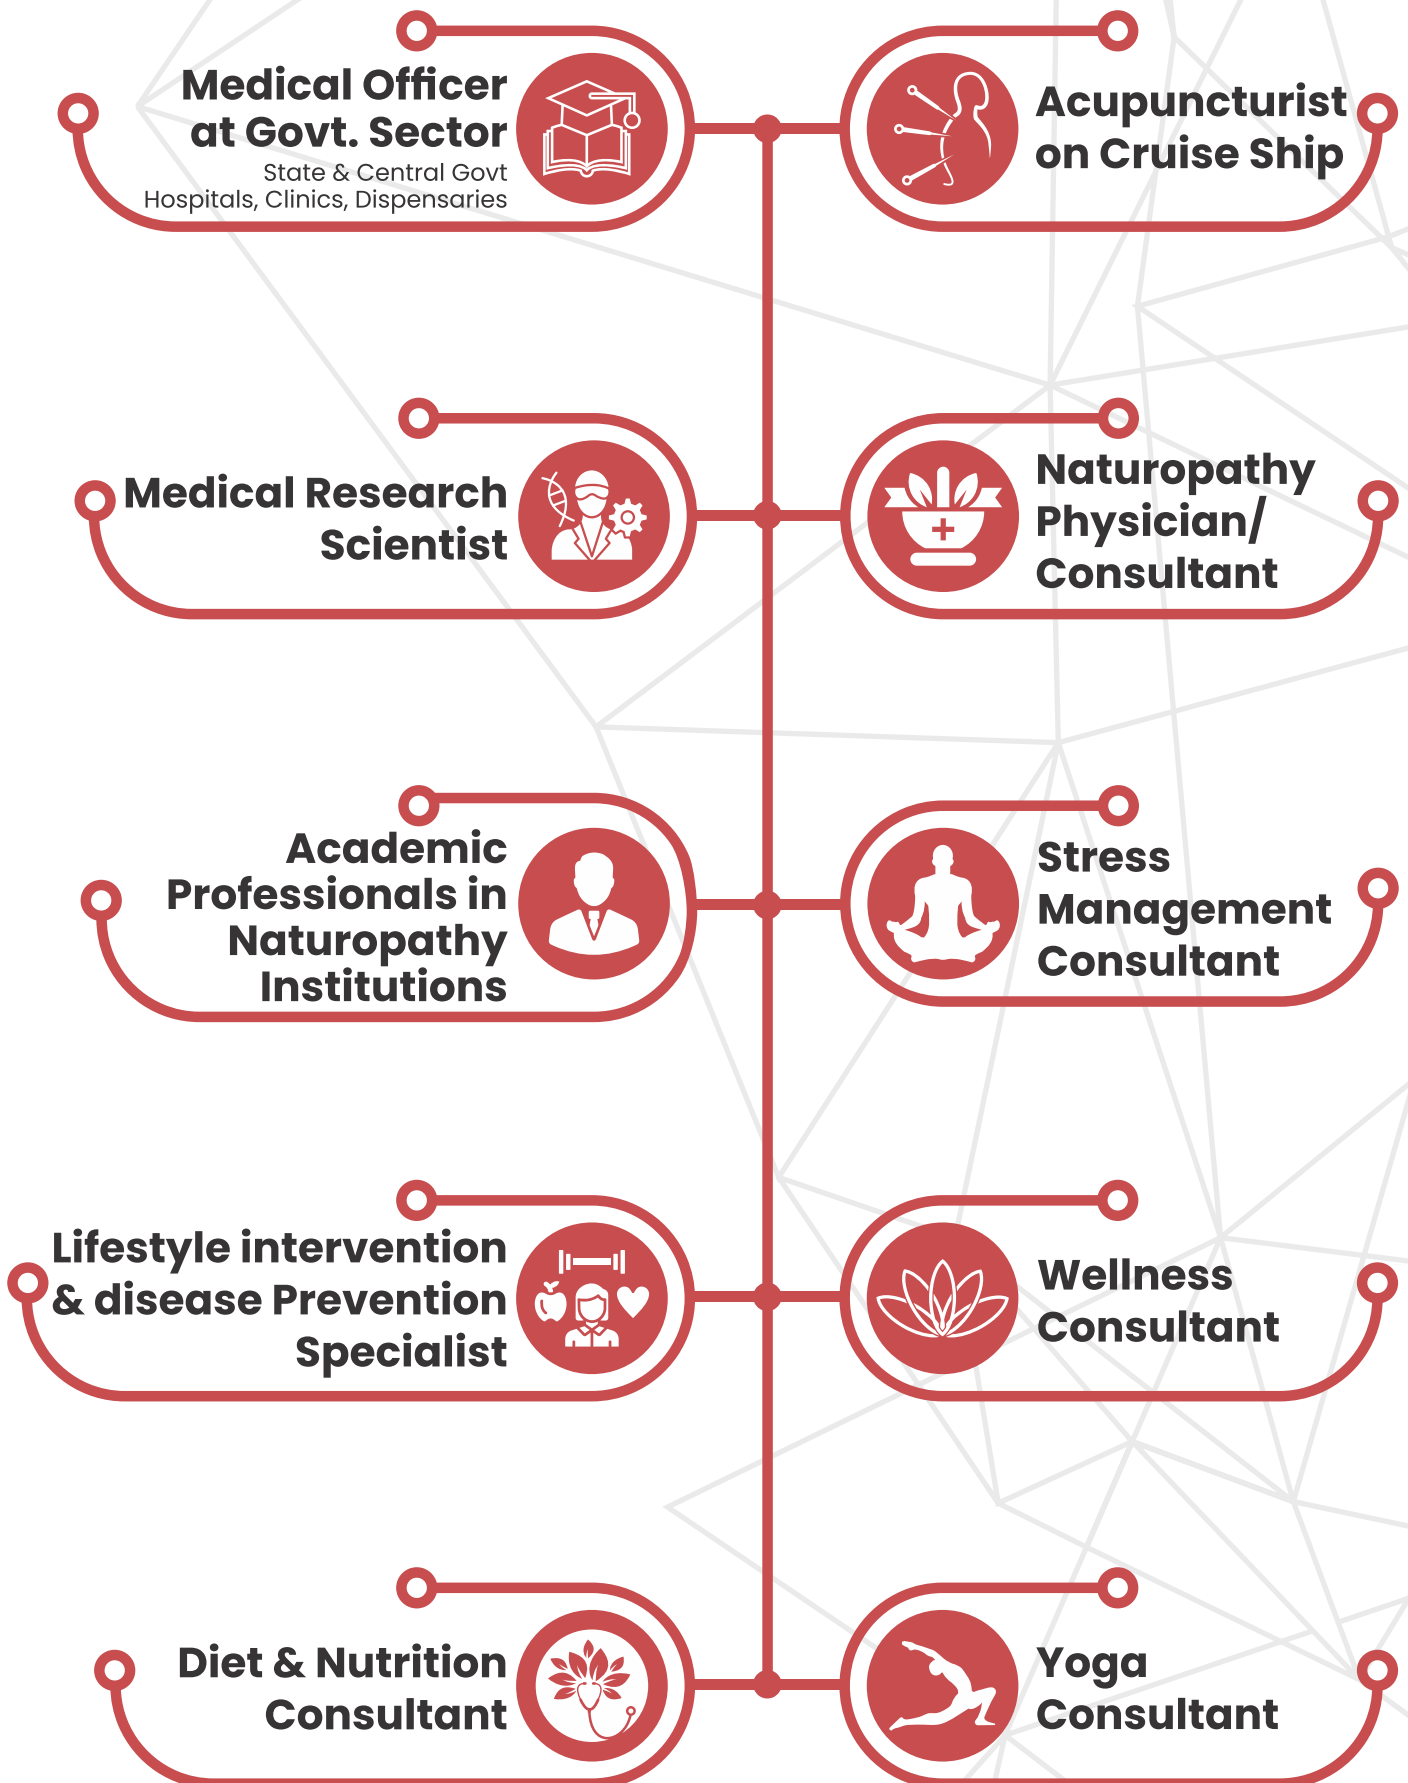 Medical Officer
at Govt. Sector
State & Central Govt
Hospitals, Clinics, Dispensaries
Acupuncturist
on Cruise Ship
Medical Research
Scientist
Naturopathy
Physician/
Consultant
Academic
Professionals in
Naturopathy
Institutions
Stress
Management
Consultant
Lifestyle intervention
& disease Prevention
Specialist
Wellness
Consultant
Diet & Nutrition
Consultant
Yoga
Consultant